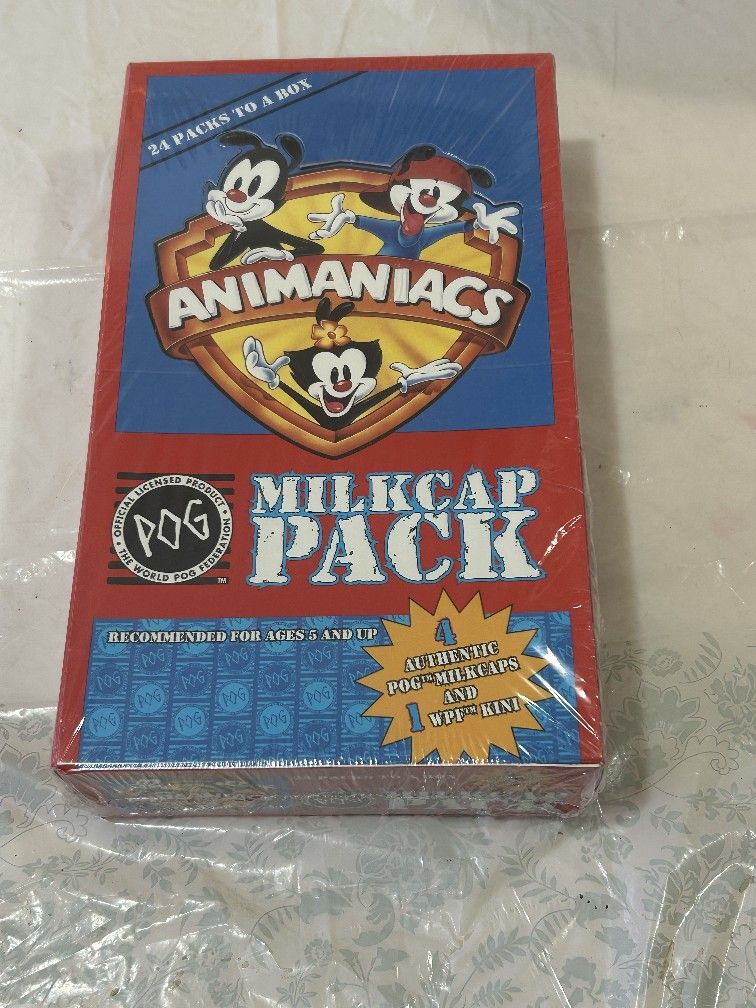 24 PACKS TO A BOX
ANIMANIACS
OFFICIAL LICENSED PRODUCT
POG
THE WORLD POG FEDERATION
TM
MILKCAP
PACK
RECOMMENDED FOR AGES 5 AND UP
4
AUTHENTIC
POG™ MILKCAPS
AND
1 WPF™ KINI